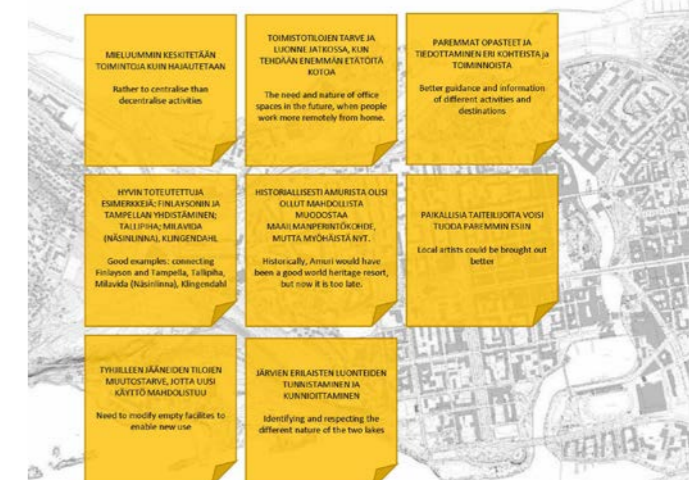 MIELUUMMIN KESKITETÄÄN
TOIMINTOJA KUIN HAJAUTETAAN
Rather to centralise than
decentralise activities
TOIMISTOTILOJEN TARVE JA
LUONNE JATKOSSA, KUN
TEHDÄÄN ENEMMÄN ETÄTÖITÄ
KOTOA
The need and nature of office
spaces in the future, when people
work more remotely from home.
PAREMMAT OPASTEET JA
TIEDOTTAMINEN ERI KOHTEISTA ja
TOIMINNOISTA
Better guidance and information
of different activities and
destinations
HYVIN TOTEUTETTUJA
ESIMERKKEJÄ: FINLAYSONIN JA
TAMPELLAN YHDISTÄMINEN;
TALLIPIHA; MILAVIDA
(NÄSINLINNA), KLINGENDAHL
Good examples: connecting
Finlayson and Tampella, Tallipiha,
Milavida (Näsinlinna), Klingendahl
HISTORIALLISESTI AMURISTA OLISI
OLLUT MAHDOLLISTA
MUODOSTAA
MAAILMANPERINTÖKOHDE,
MUTTA MYÖHÄISTÄ NYT.
Historically, Amuri would have
been a good world heritage resort,
but now it is too late.
PAIKALLISIA TAITEILIJOITA VOISI
TUODA PAREMMIN ESIIN
Local artists could be brought out
better
TYHJILLEEN JÄÄNEIDEN TILOJEN
MUUTOSTARVE, JOTTA UUSI
KÄYTTÖ MAHDOLISTUU
Need to modify empty facilites to
enable new use
JÄRVIEN ERILAISTEN LUONTEIDEN
TUNNISTAMINEN JA
KUNNIOITTAMINEN
Identifying and respecting the
different nature of the two lakes